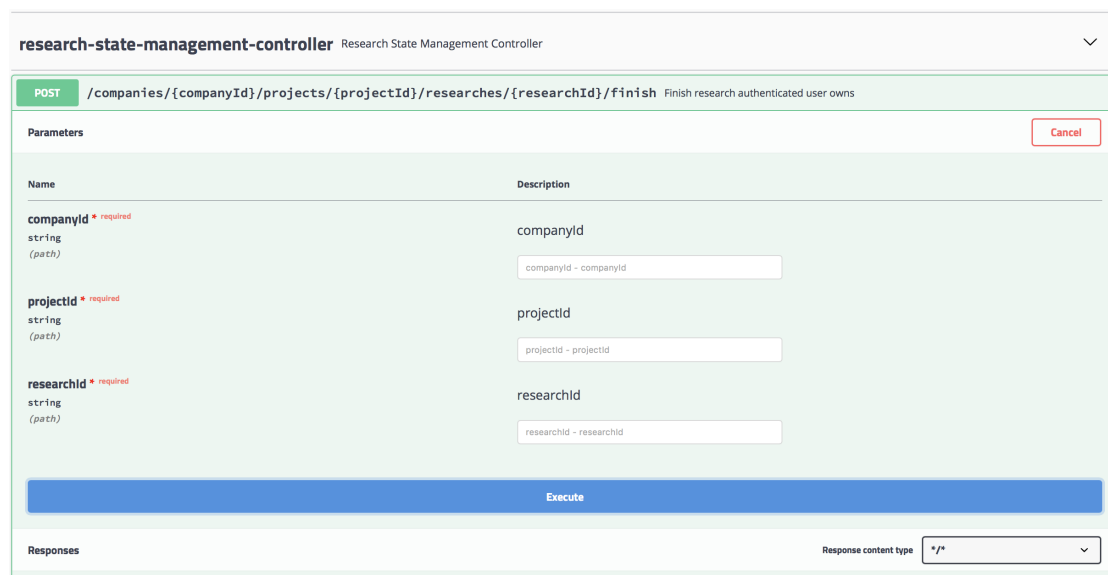 research-state-management-controller Research State Management Controller
POST /companies/{companyId}/projects/{projectId}/researches/{researchId}/finish Finish research authenticated user owns
Parameters Cancel
Name Description
companyId * required
string
(path)
companyId
companyId - companyId
projectId * required
string
(path)
projectId
projectId - projectId
researchId * required
string
(path)
researchId
researchId - researchId
Execute
Responses Response content type */*